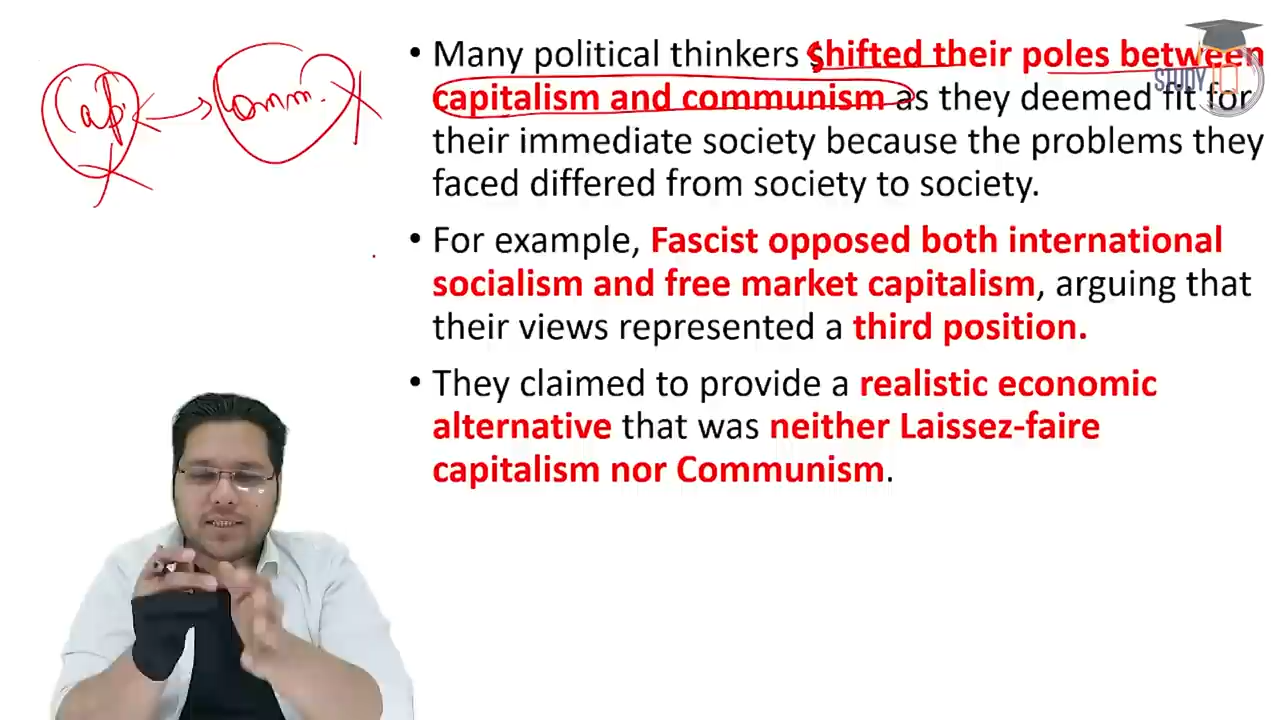 Cap. comm.
• Many political thinkers shifted their poles between
capitalism and communism as they deemed fit for
their immediate society because the problems they
faced differed from society to society.
• For example, Fascist opposed both international
socialism and free market capitalism, arguing that
their views represented a third position.
• They claimed to provide a realistic economic
alternative that was neither Laissez-faire
capitalism nor Communism.
STUDY IQ